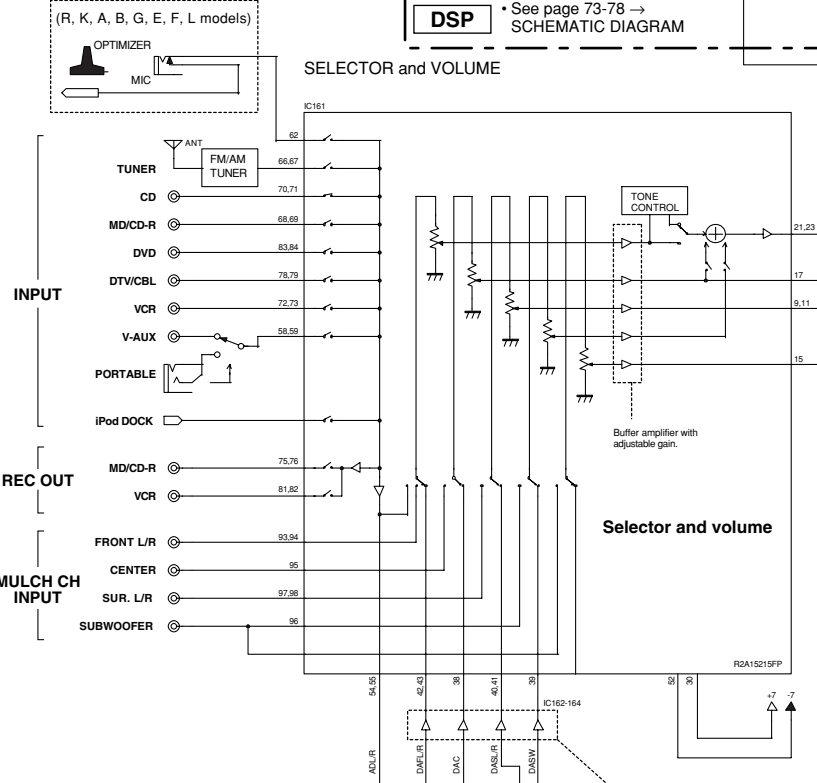 (R, K, A, B, G, E, F, L models)
OPTIMIZER
MIC
DSP
• See page 73-78 →
SCHEMATIC DIAGRAM
SELECTOR and VOLUME
IC161
62
ANT
TUNER
FM/AM
TUNER
66,67
CD
70,71
MD/CD-R
68,69
DVD
83,84
DTV/CBL
78,79
INPUT
VCR
72,73
V-AUX
58,59
PORTABLE
iPod DOCK
TONE
CONTROL
21,23
17
9,11
15
Buffer amplifier with
adjustable gain.
REC OUT
MD/CD-R
75,76
VCR
81,82
Selector and volume
MULCH CH
INPUT
FRONT L/R
93,94
CENTER
95
SUR. L/R
97,98
SUBWOOFER
96
R2A15215FP
54,55
42,43
38
40,41
39
52
30
IC162-164
+7
-7
ADL/R
DAFL/R
DAC
DASL/R
DASW